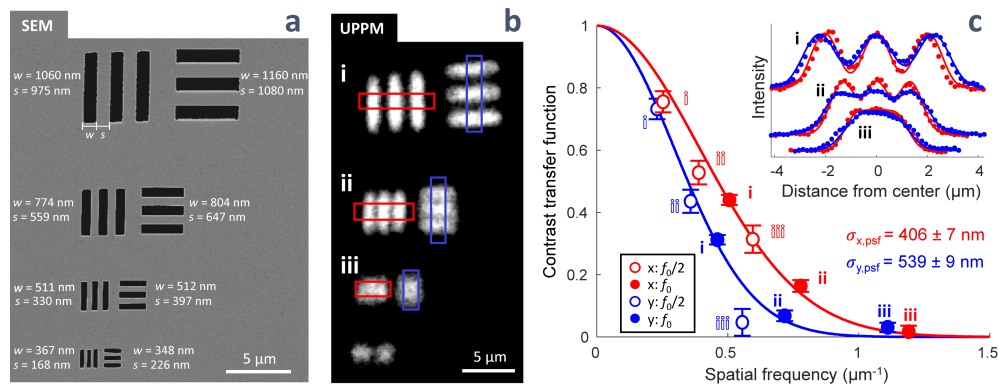 SEM
a
w = 1060 nm
s = 975 nm
w = 1160 nm
s = 1080 nm
w
s
w = 774 nm
s = 559 nm
w = 804 nm
s = 647 nm
w = 511 nm
s = 330 nm
w = 512 nm
s = 397 nm
w = 367 nm
s = 168 nm
w = 348 nm
s = 226 nm
5 µm
UPPM
b
i
ii
iii
5 µm
c
Contrast transfer function
1
0.8
0.6
0.4
0.2
0
0
0.5
1
1.5
Spatial frequency (µm-1)
i
i
ii
ii
iii
iii
i
i
ii
ii
iii
iii
x: f0/2
x: f0
y: f0/2
y: f0
σx,psf = 406 ± 7 nm
σy,psf = 539 ± 9 nm
Intensity
i
ii
iii
-4
-2
0
2
4
Distance from center (µm)